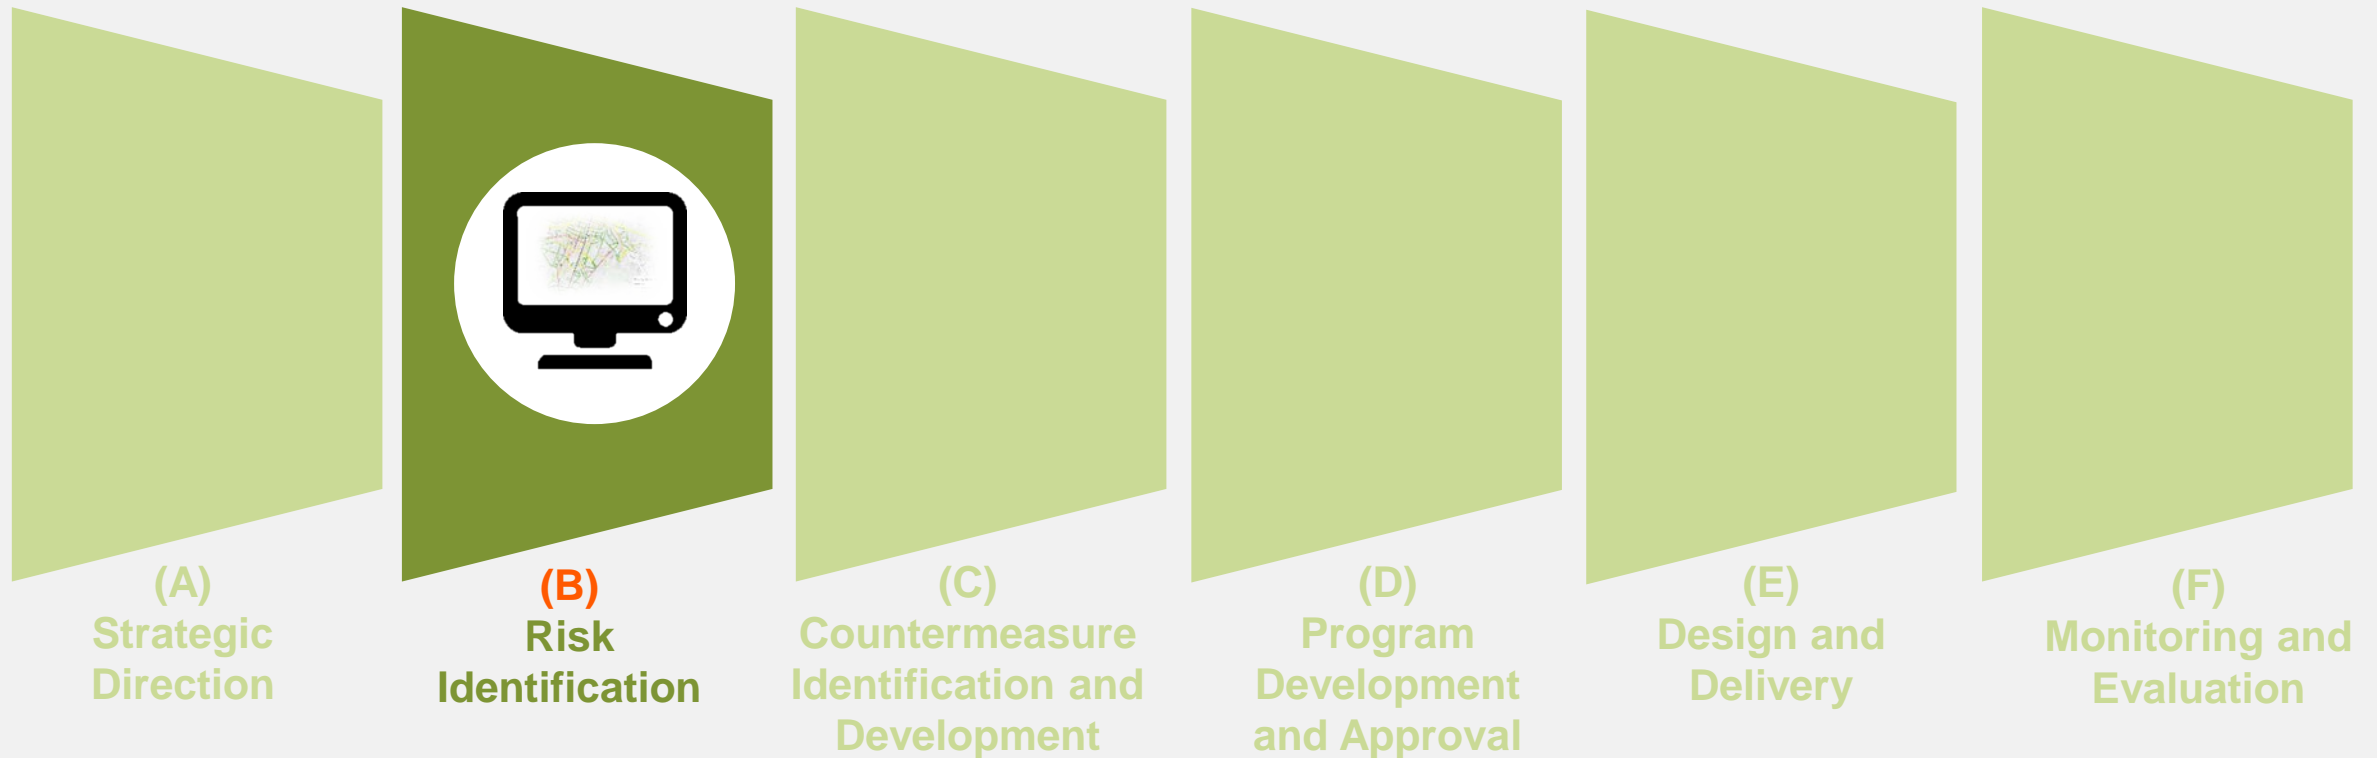 (A)
Strategic
Direction
(B)
Risk
Identification
(C)
Countermeasure
Identification and
Development
(D)
Program
Development
and Approval
(E)
Design and
Delivery
(F)
Monitoring and
Evaluation